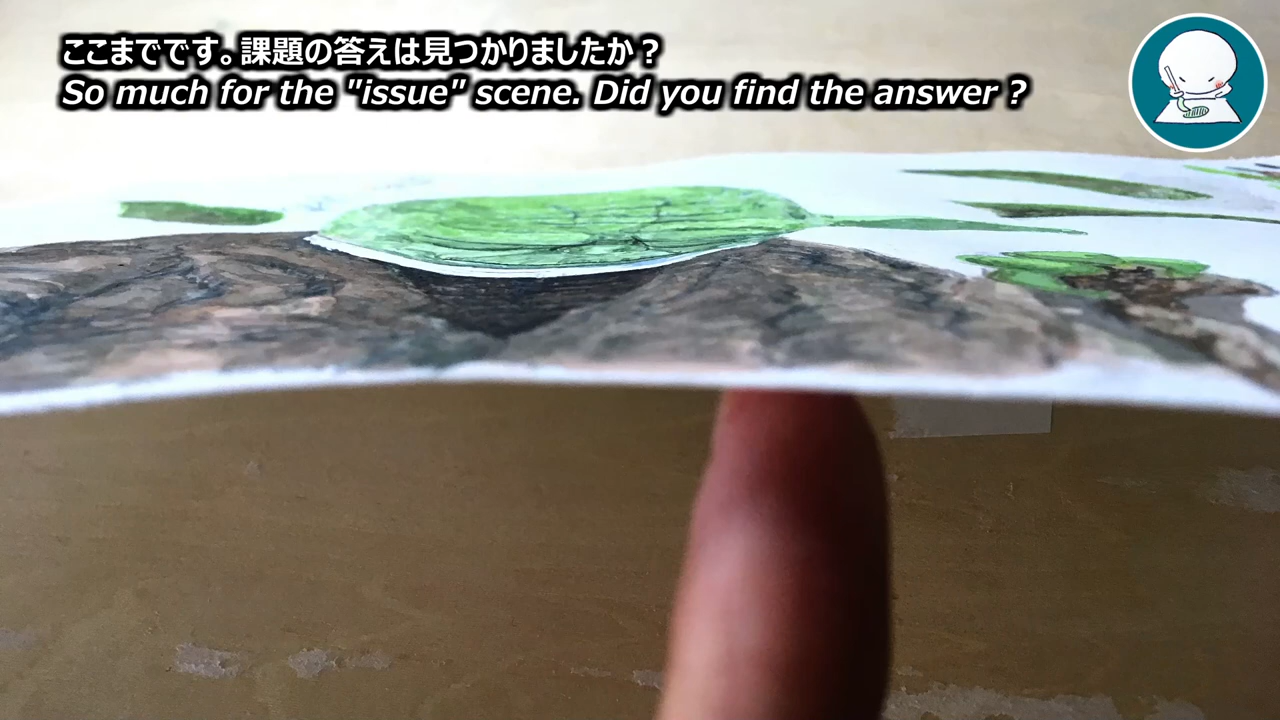 ここまでです。課題の答えは見つかりましたか？
So much for the "issue" scene. Did you find the answer ?